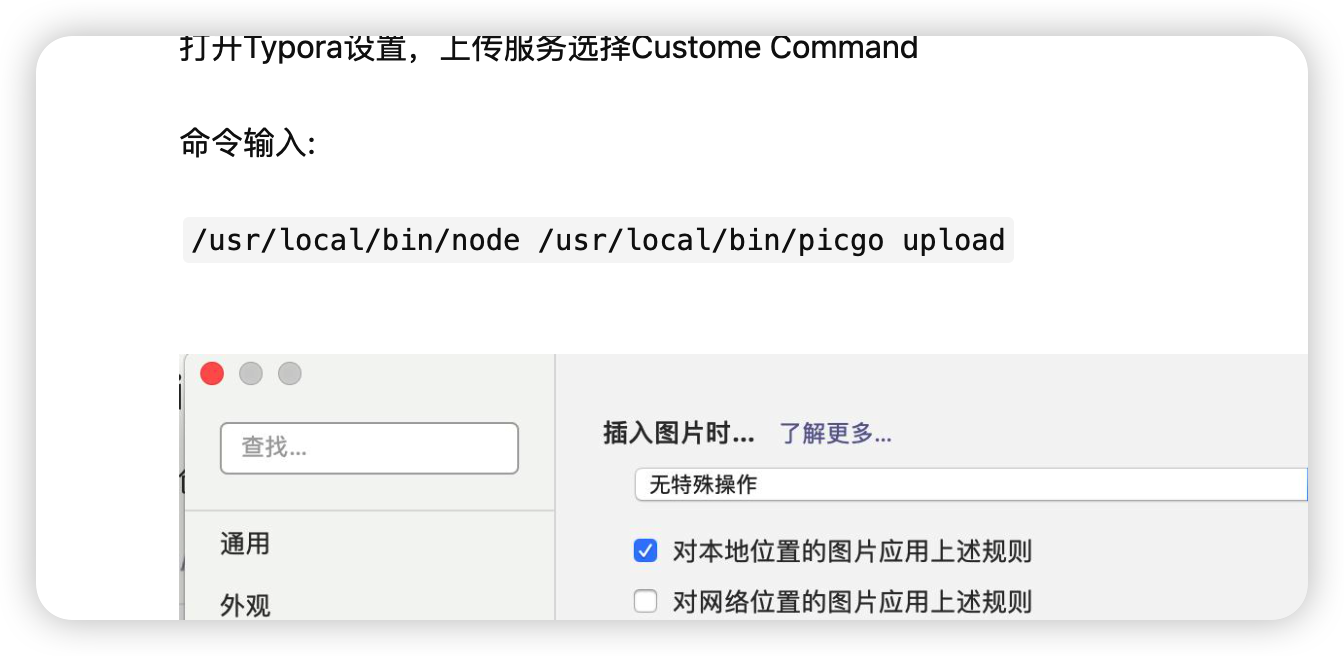 打开Typora设置，上传服务选择Custome Command
命令输入:
/usr/local/bin/node /usr/local/bin/picgo upload
查找...
插入图片时... 了解更多...
无特殊操作
对本地位置的图片应用上述规则
通用
对网络位置的图片应用上述规则
外观